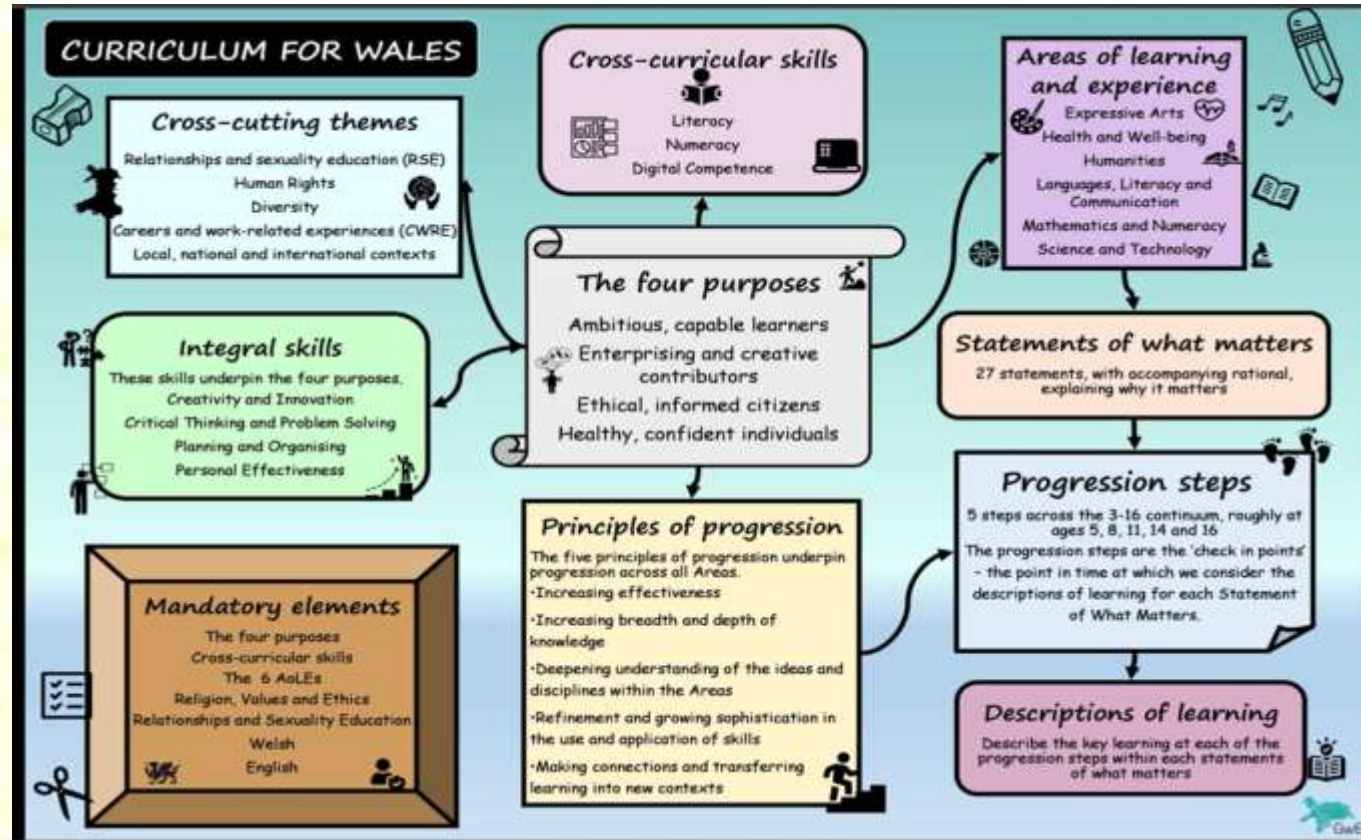 CURRICULUM FOR WALES
Cross-cutting themes
Relationships and sexuality education (RSE)
Human Rights
Diversity
Careers and work-related experiences (CWRE)
Local, national and international contexts
Cross-curricular skills
Literacy
Numeracy
Digital Competence
Areas of learning
and experience
Expressive Arts
Health and Well-being
Humanities
Languages, Literacy and
Communication
Mathematics and Numeracy
Science and Technology
Integral skills
These skills underpin the four purposes.
Creativity and Innovation
Critical Thinking and Problem Solving
Planning and Organising
Personal Effectiveness
The four purposes
Ambitious, capable learners
Enterprising and creative
contributors
Ethical, informed citizens
Healthy, confident individuals
Statements of what matters
27 statements, with accompanying rational,
explaining why it matters
Mandatory elements
The four purposes
Cross-curricular skills
The 6 AoLEs
Religion, Values and Ethics
Relationships and Sexuality Education
Welsh
English
Principles of progression
The five principles of progression underpin
progression across all Areas.
•Increasing effectiveness
•Increasing breadth and depth of
knowledge
•Deepening understanding of the ideas and
disciplines within the Areas
•Refinement and growing sophistication in
the use and application of skills
•Making connections and transferring
learning into new contexts
Progression steps
5 steps across the 3-16 continuum, roughly at
ages 5, 8, 11, 14 and 16
The progression steps are the 'check in points'
- the point in time at which we consider the
descriptions of learning for each Statement
of What Matters.
Descriptions of learning
Describe the key learning at each of the
progression steps within each statements
of what matters